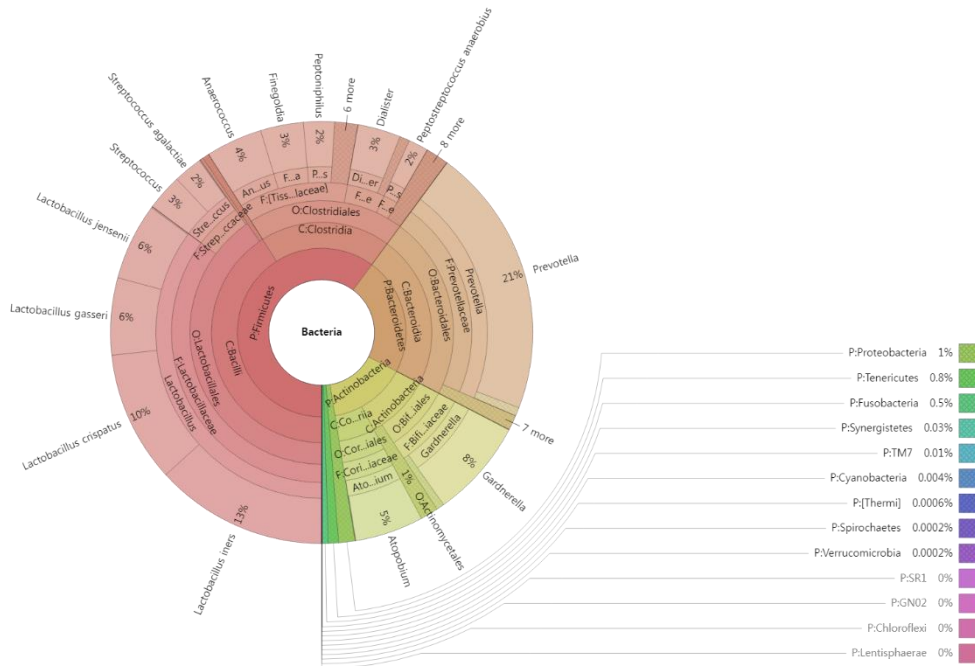 Bacteria
P:Firmicutes
C:Bacilli
O:Lactobacillales
F:Lactobacillaceae
Lactobacillus
Lactobacillus iners
13%
Lactobacillus crispatus
10%
Lactobacillus gasseri
6%
Lactobacillus jensenii
6%
F:Strep...ccaceae
Stre...ccus
Streptococcus
3%
Streptococcus agalactiae
2%
C:Clostridia
O:Clostridiales
F:[Tiss...laceae]
An...us
Anaerococcus
4%
F...a
Finegoldia
3%
P...s
Peptoniphilus
2%
6 more
F...e
Di...er
Dialister
3%
F...e
P...s
Peptostreptococcus anaerobius
2%
8 more
P:Bacteroidetes
C:Bacteroidia
O:Bacteroidales
F:Prevotellaceae
Prevotella
Prevotella
21%
7 more
P:Actinobacteria
C:Actinobacteria
O:Bif...iales
F:Bifi...iaceae
Gardnerella
Gardnerella
8%
O:Actinomycetales
1%
C:Co...riia
O:Cor...iales
F:Cori...iaceae
Ato...ium
Atopobium
5%
P:Proteobacteria 1%
P:Tenericutes 0.8%
P:Fusobacteria 0.5%
P:Synergistetes 0.03%
P:TM7 0.01%
P:Cyanobacteria 0.004%
P:[Thermi] 0.0006%
P:Spirochaetes 0.0002%
P:Verrucomicrobia 0.0002%
P:SR1 0%
P:GN02 0%
P:Chloroflexi 0%
P:Lentisphaerae 0%